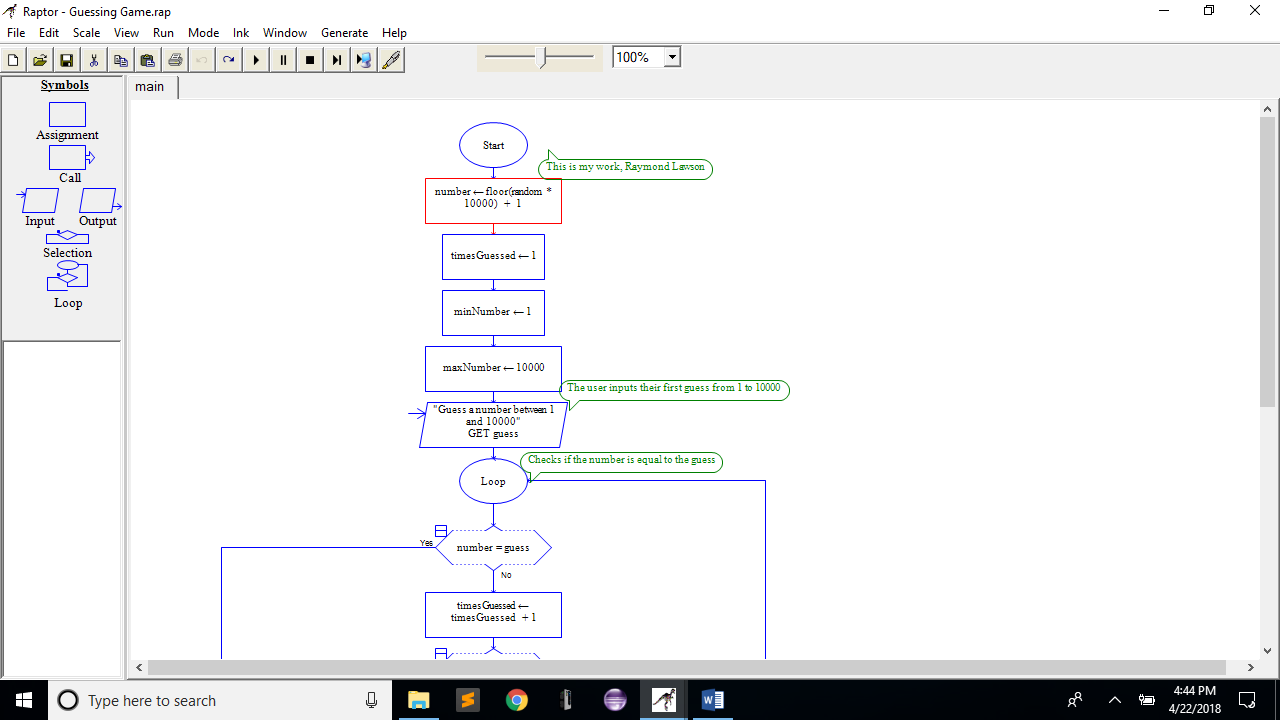 Raptor - Guessing Game.rap
File Edit Scale View Run Mode Ink Window Generate Help
100%
Symbols
Assignment
Call
Input Output
Selection
Loop
main
Start
This is my work, Raymond Lawson
number ← floor(random *
10000) + 1
timesGuessed ← 1
minNumber ← 1
maxNumber ← 10000
The user inputs their first guess from 1 to 10000
"Guess a number between 1
and 10000"
GET guess
Checks if the number is equal to the guess
Loop
Yes
number = guess
No
timesGuessed ←
timesGuessed + 1
Type here to search
4:44 PM
4/22/2018